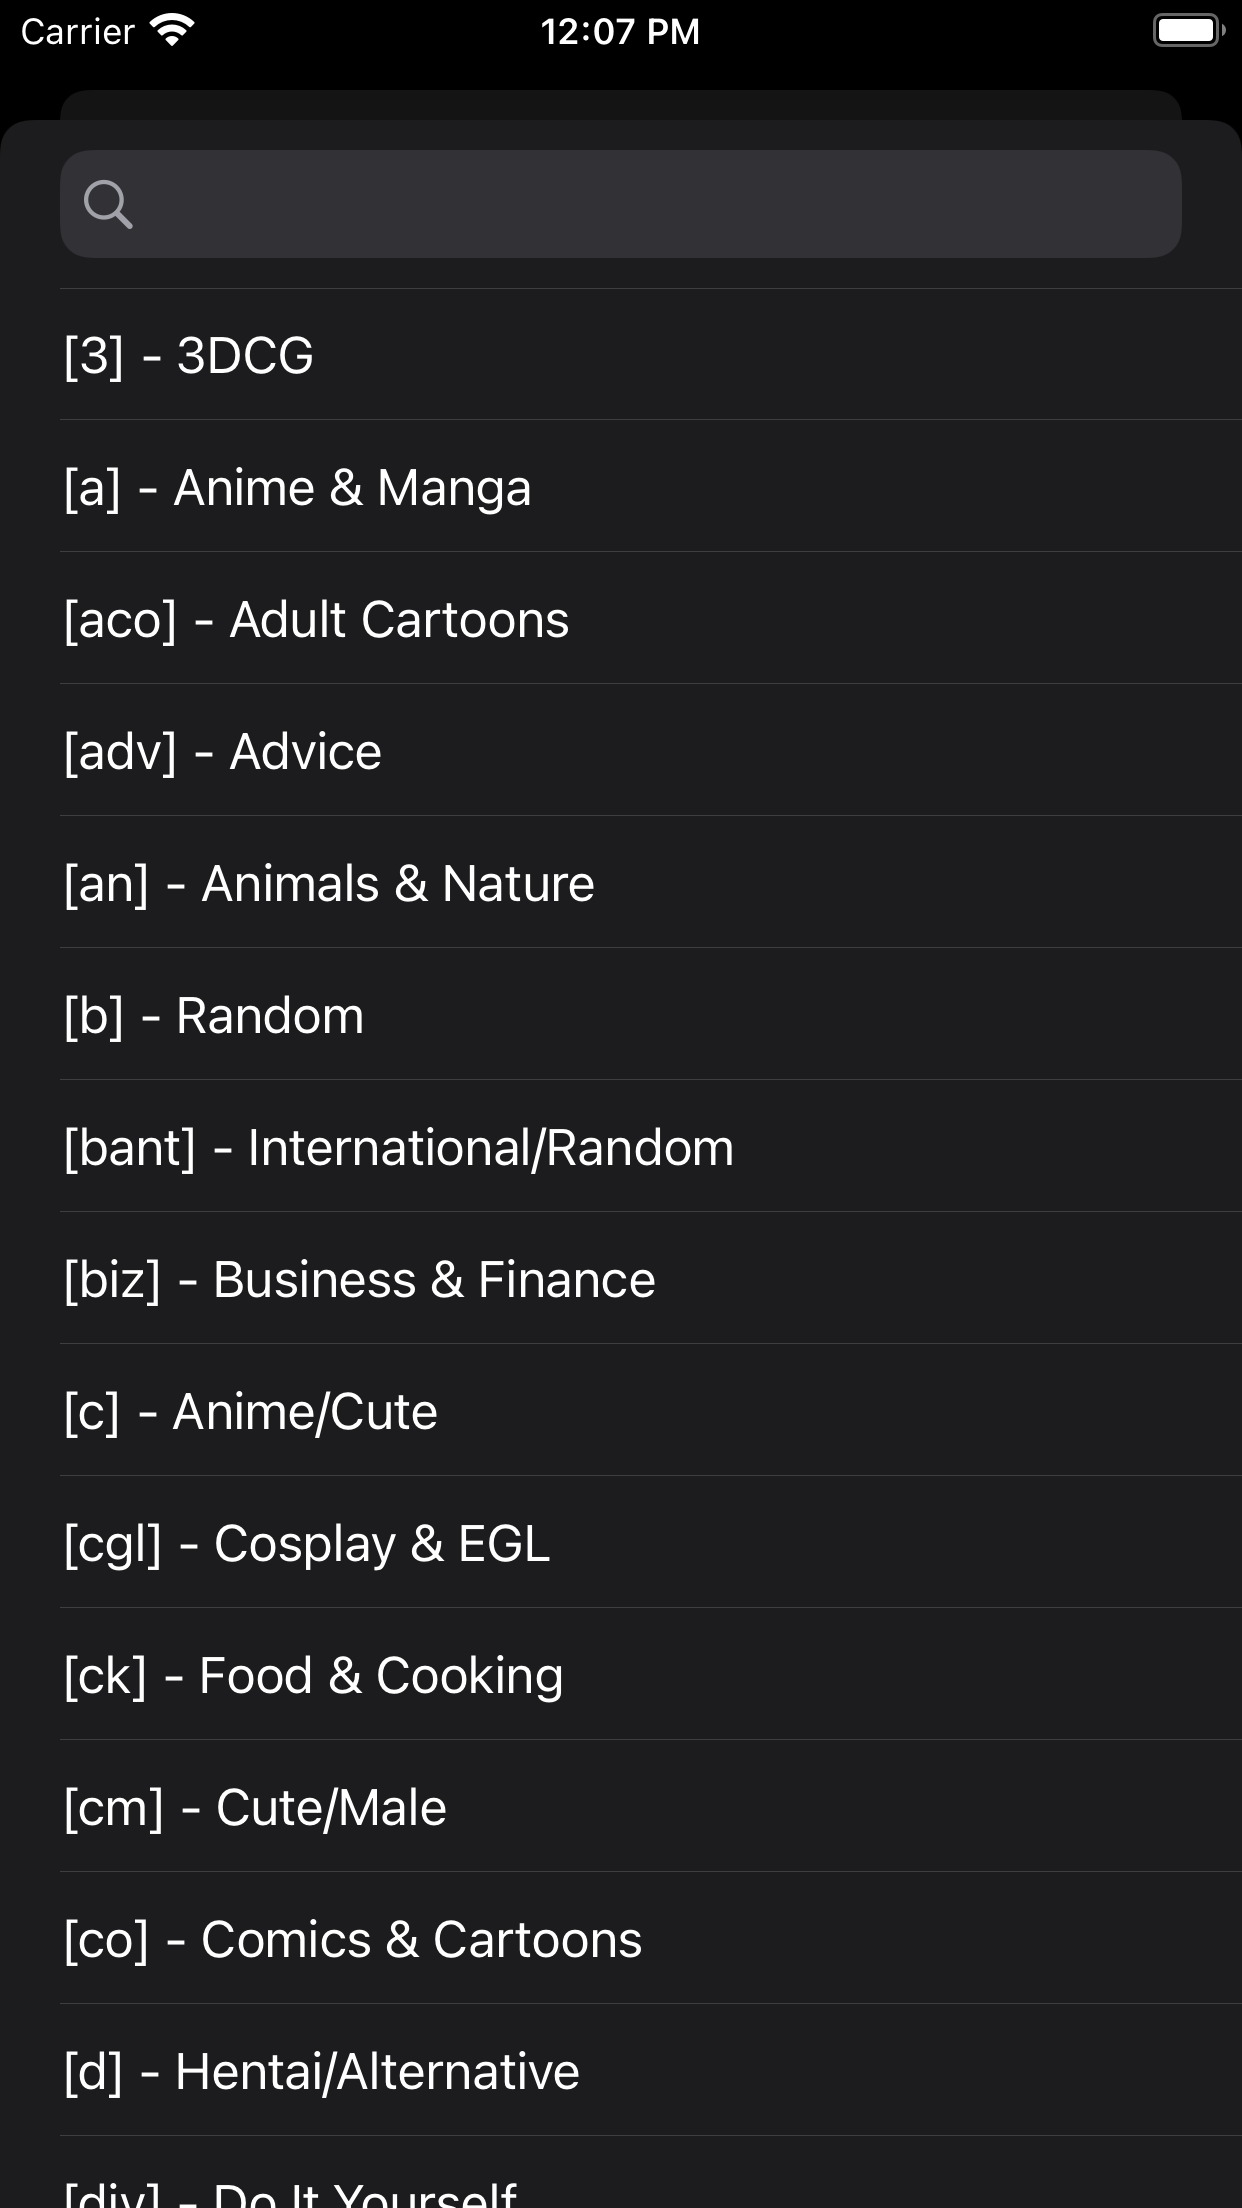 Carrier 12:07 PM
[3] - 3DCG
[a] - Anime & Manga
[aco] - Adult Cartoons
[adv] - Advice
[an] - Animals & Nature
[b] - Random
[bant] - International/Random
[biz] - Business & Finance
[c] - Anime/Cute
[cgl] - Cosplay & EGL
[ck] - Food & Cooking
[cm] - Cute/Male
[co] - Comics & Cartoons
[d] - Hentai/Alternative
[diy] - Do It Yourself